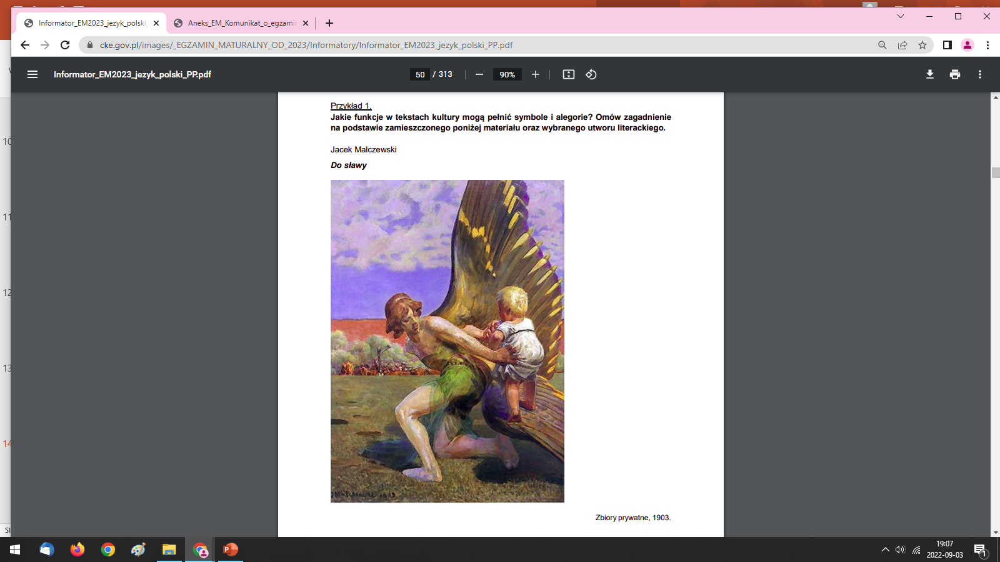 Informator_EM2023_jezyk_polski_
Aneks_EM_Komunikat_o_egzamin
cke.gov.pl/images/_EGZAMIN_MATURALNY_OD_2023/Informatory/Informator_EM2023_jezyk_polski_PP.pdf
Informator_EM2023_jezyk_polski_PP.pdf
50 / 313
90%
Przykład 1.
Jakie funkcje w tekstach kultury mogą pełnić symbole i alegorie? Omów zagadnienie
na podstawie zamieszczonego poniżej materiału oraz wybranego utworu literackiego.
Jacek Malczewski
Do sławy
Zbiory prywatne, 1903.
10
11
12
13
14
19:07
2022-09-03
1